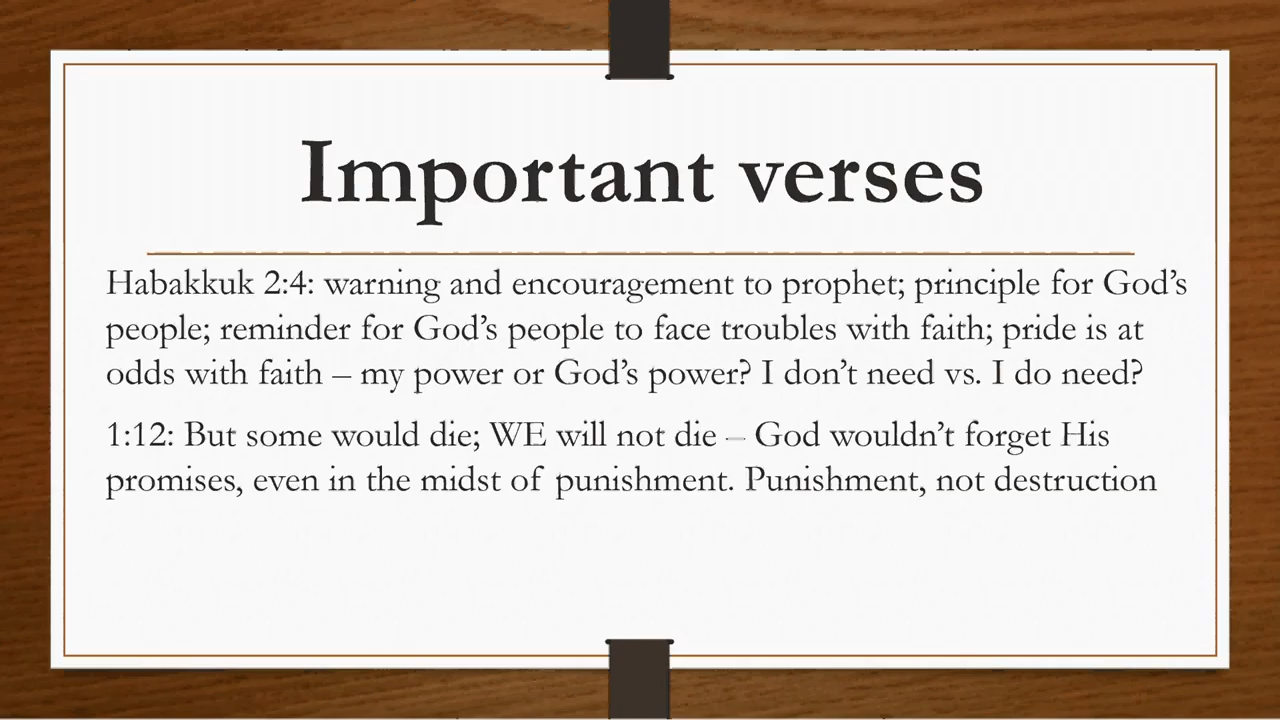 Important verses
Habakkuk 2:4: warning and encouragement to prophet; principle for God’s
people; reminder for God’s people to face troubles with faith; pride is at
odds with faith – my power or God’s power? I don’t need vs. I do need?
1:12: But some would die; WE will not die – God wouldn’t forget His
promises, even in the midst of punishment. Punishment, not destruction